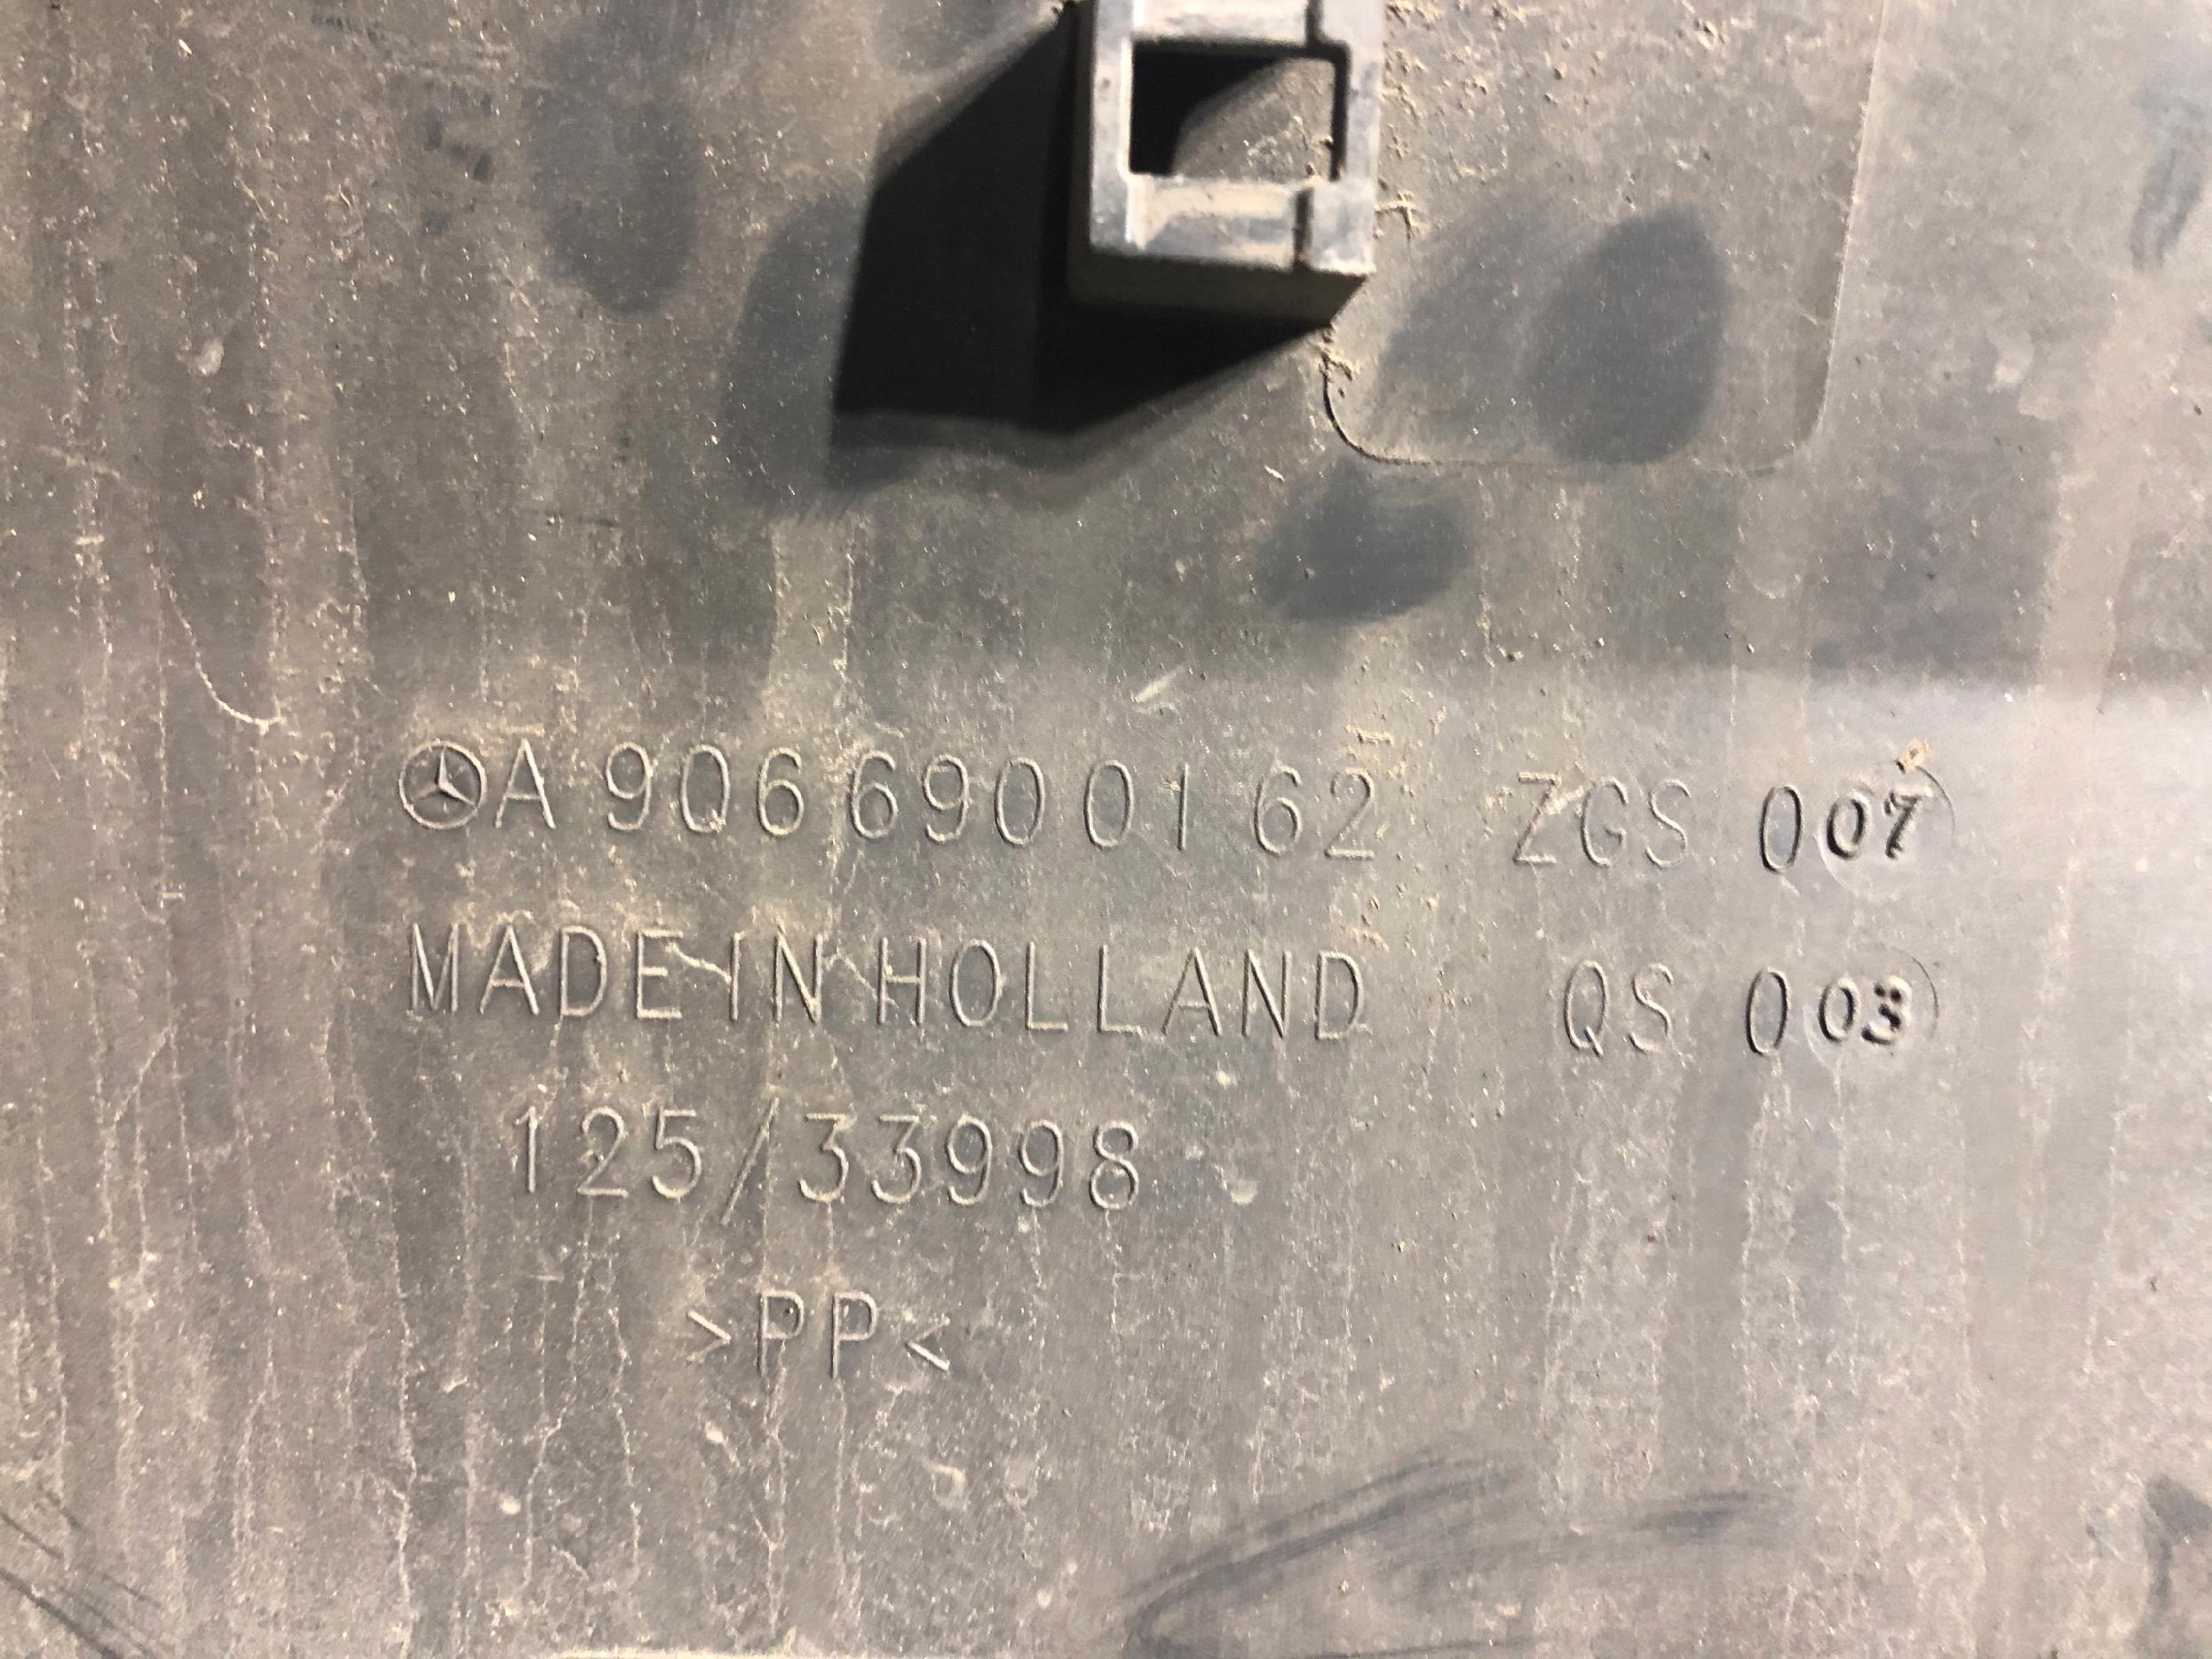 A 906 690 01 62 ZGS 007
MADE IN HOLLAND QS 003
125/33998
>PP<